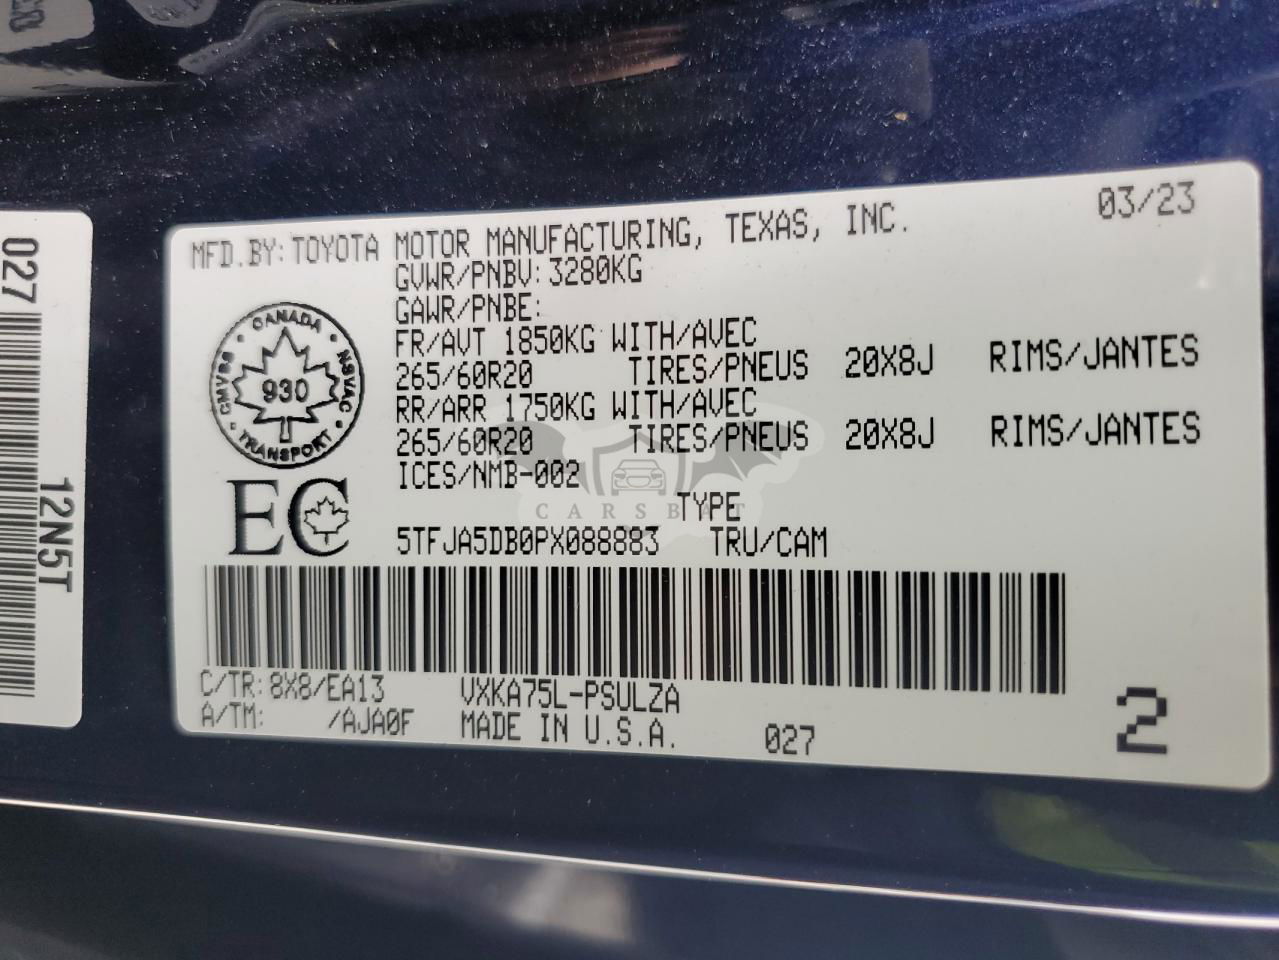 03/23
MFD.BY: TOYOTA MOTOR MANUFACTURING, TEXAS, INC.
GVWR/PNBV: 3280KG
GAWR/PNBE:
FR/AVT 1850KG WITH/AVEC
265/60R20 TIRES/PNEUS 20X8J RIMS/JANTES
RR/ARR 1750KG WITH/AVEC
265/60R20 TIRES/PNEUS 20X8J RIMS/JANTES
ICES/NMB-002
TYPE
5TFJA5DB0PX088883 TRU/CAM
C/TR: 8X8/EA13 VXKA75L-PSULZA
A/TM: /AJA0F MADE IN U.S.A. 027
2
CANADA
CMVSS
NSVAC
930
TRANSPORT
EC
CARSBAT
027
12N5T